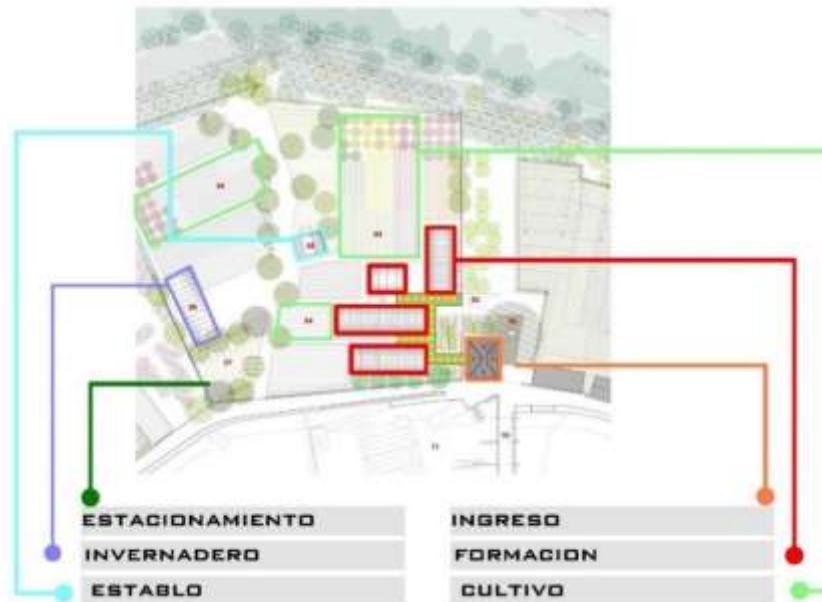 ESTACIONAMIENTO
INVERNADERO
ESTABLO
INGRESO
FORMACION
CULTIVO